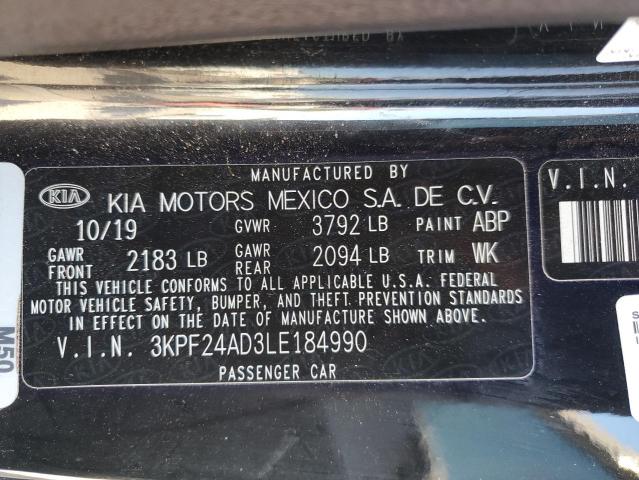 MANUFACTURED BY
KIA KIA MOTORS MEXICO S.A. DE C.V.
10/19 GVWR 3792 LB PAINT ABP
GAWR FRONT 2183 LB GAWR REAR 2094 LB TRIM WK
THIS VEHICLE CONFORMS TO ALL APPLICABLE U.S.A. FEDERAL
MOTOR VEHICLE SAFETY, BUMPER, AND THEFT PREVENTION STANDARDS
IN EFFECT ON THE DATE OF MANUFACTURE SHOWN ABOVE.
V.I.N. 3KPF24AD3LE184990
PASSENGER CAR
V.I.N.
M50